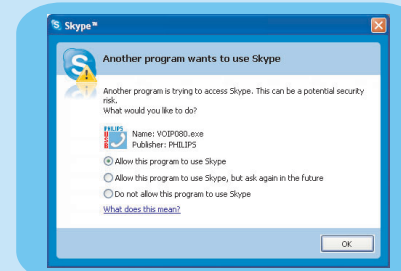 Skype™
Another program wants to use Skype
Another program is trying to access Skype. This can be a potential security
risk.
What would you like to do?
PHILIPS
Name: VOIP080.exe
Publisher: PHILIPS
Allow this program to use Skype
Allow this program to use Skype, but ask again in the future
Do not allow this program to use Skype
What does this mean?
OK